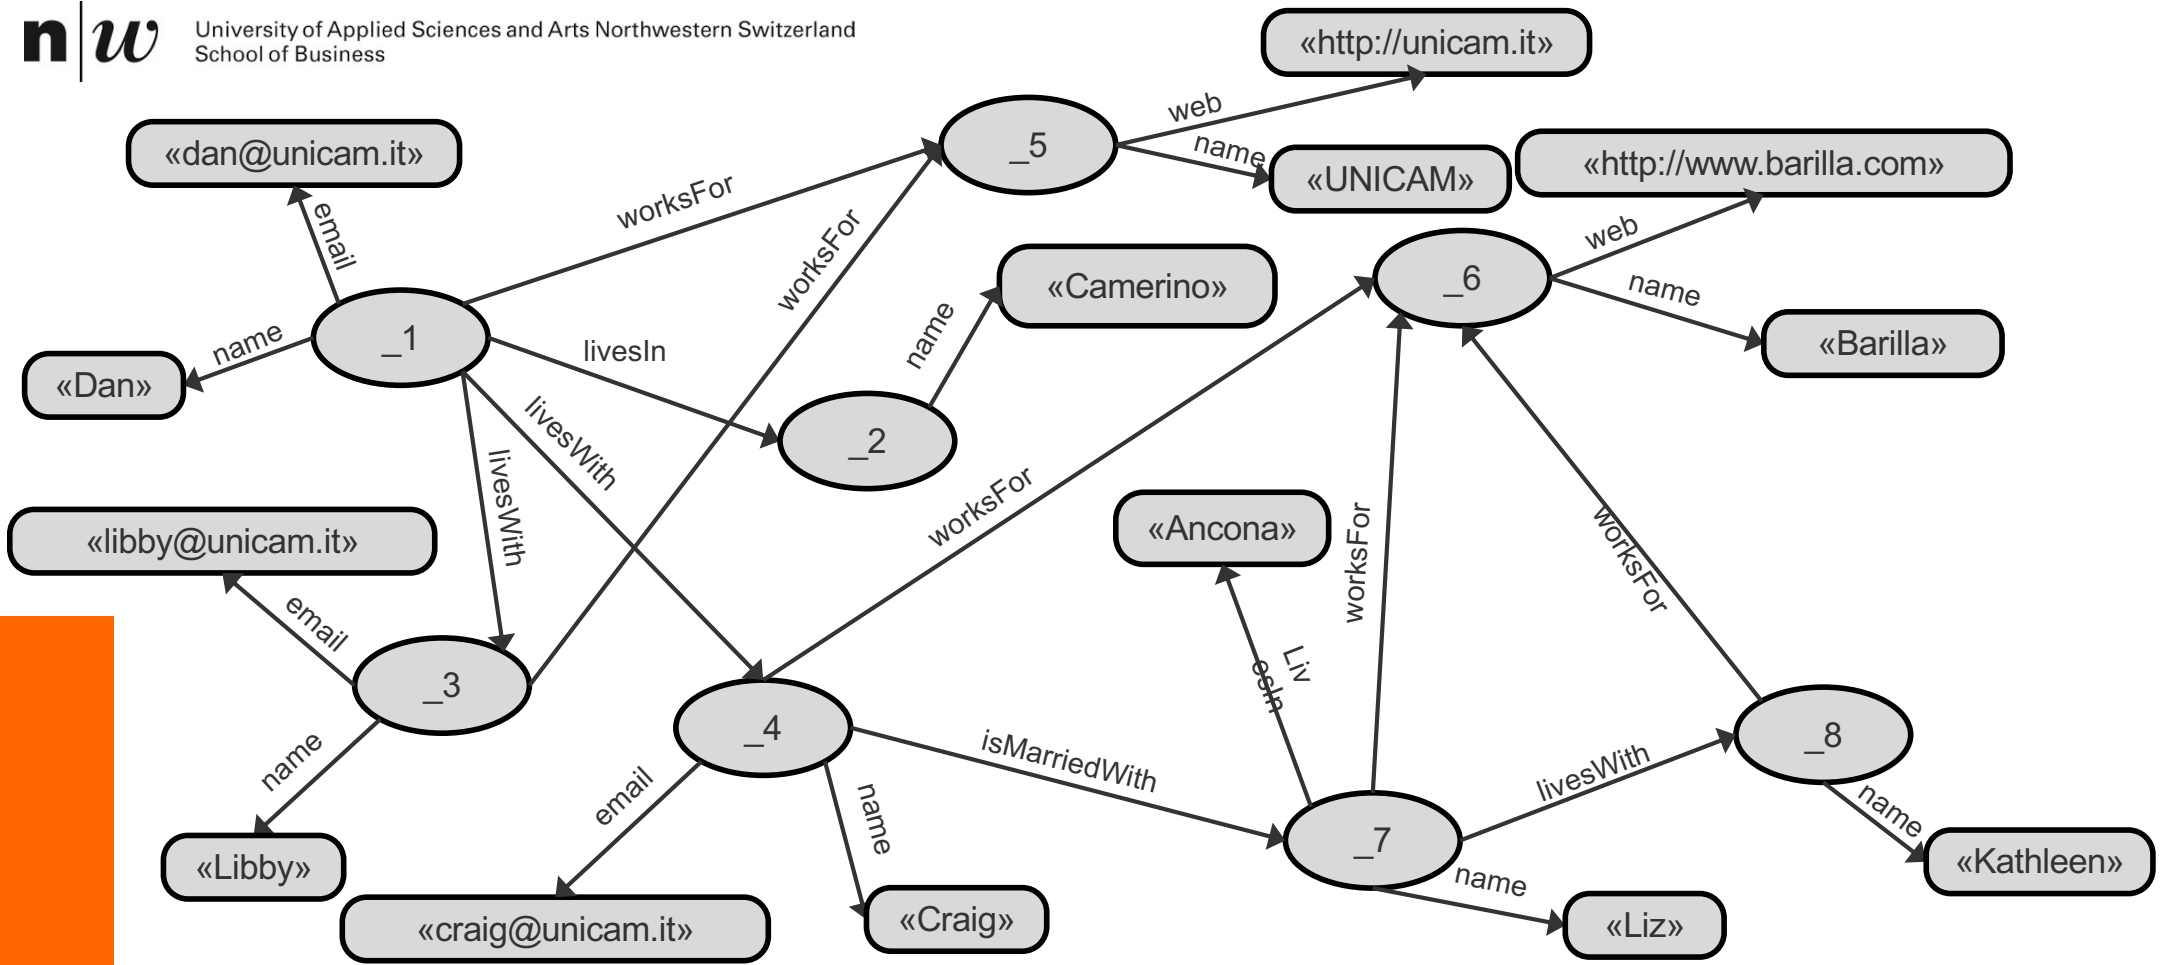 n w
University of Applied Sciences and Arts Northwestern Switzerland
School of Business
«http://unicam.it»
web
_5
name
«UNICAM»
«http://www.barilla.com»
«dan@unicam.it»
email
worksFor
worksFor
web
_6
name
«Barilla»
«Camerino»
name
_1
name
«Dan»
livesIn
_2
livesWith
livesWith
worksFor
«Ancona»
worksFor
worksFor
«libby@unicam.it»
email
_3
name
«Libby»
Liv
esIn
_4
isMarriedWith
email
name
«craig@unicam.it»
«Craig»
_7
livesWith
_8
name
«Kathleen»
name
«Liz»